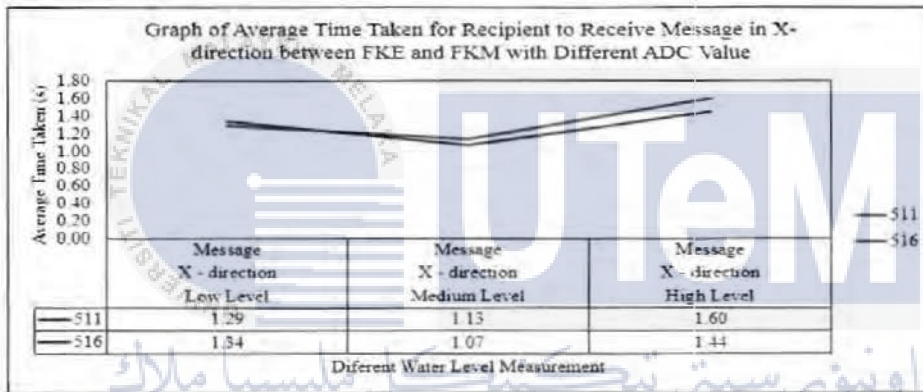 Graph of Average Time Taken for Recipient to Receive Message in X-
direction between FKE and FKM with Different ADC Value
Average Time Taken (s)
1.80
1.60
1.40
1.20
1.00
0.80
0.60
0.40
0.20
0.00
511
516
Message Message Message
X - direction X - direction X - direction
Low Level Medium Level High Level
511 1.29 1.13 1.60
516 1.34 1.07 1.44
Diferent Water Level Measurement
UTeM
TEKNIKAL